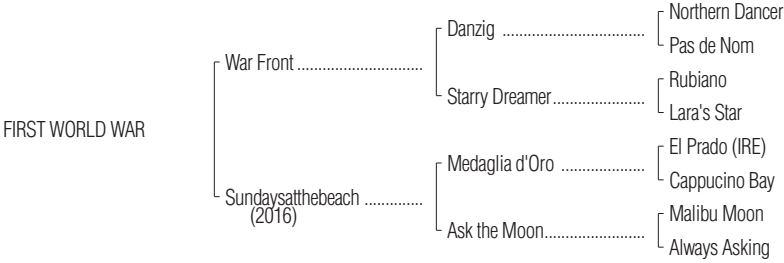 Northern Dancer
Danzig ..................................
Pas de Nom
War Front ..............................
Rubiano
Starry Dreamer......................
Lara's Star
FIRST WORLD WAR
El Prado (IRE)
Medaglia d'Oro ....................
Cappucino Bay
Sundaysatthebeach ..............
(2016)
Malibu Moon
Ask the Moon........................
Always Asking